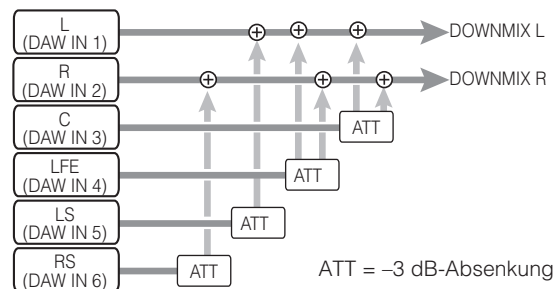 L
(DAW IN 1)
DOWNMIX L
R
(DAW IN 2)
DOWNMIX R
C
(DAW IN 3)
ATT
LFE
(DAW IN 4)
ATT
LS
(DAW IN 5)
ATT
RS
(DAW IN 6)
ATT
ATT = –3 dB-Absenkung